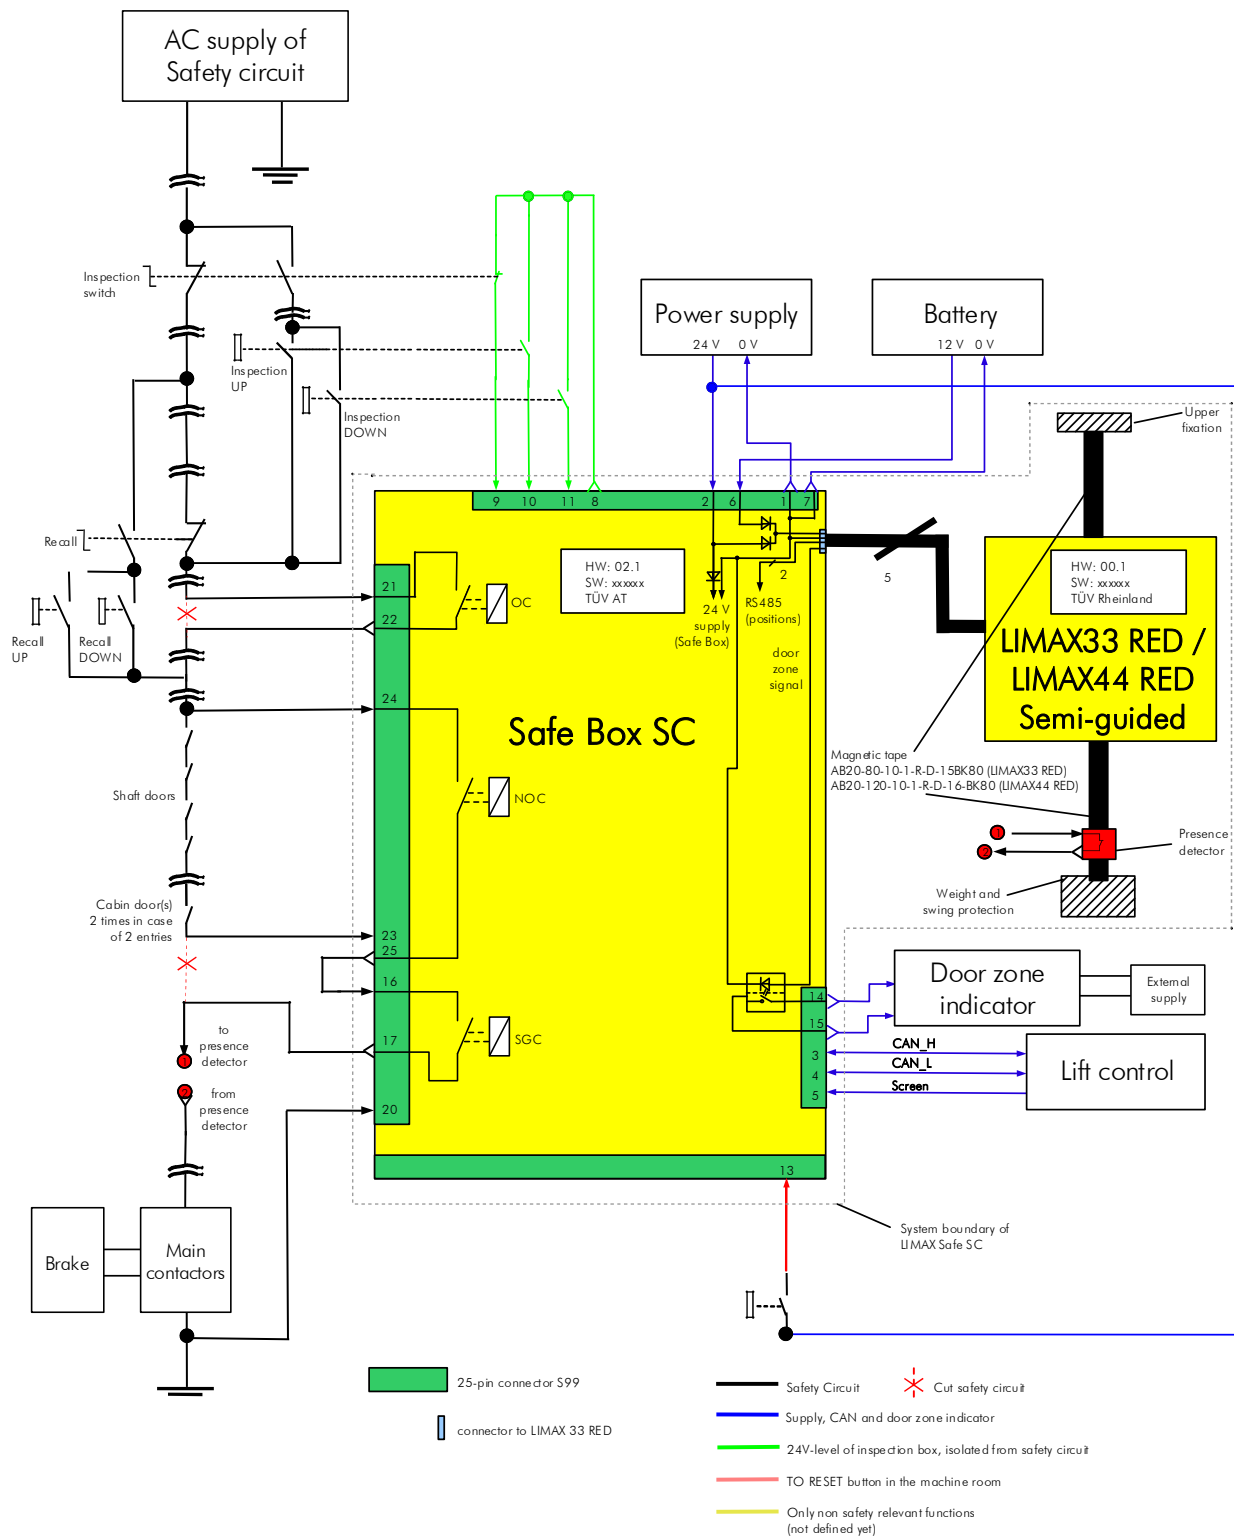 AC supply of
Safety circuit
Inspection
switch
Inspection
UP
Inspection
DOWN
Power supply
24 V 0 V
Battery
12 V 0 V
Upper
fixation
9 10 11 8 2 6 1 7
Recall
Recall
UP
Recall
DOWN
HW: 02.1
SW: xxxxxx
TÜV AT
24 V
supply
(Safe Box)
2
RS485
(positions)
door
zone
signal
5
HW: 00.1
SW: xxxxxx
TÜV Rheinland
LIMAX33 RED /
LIMAX44 RED
Semi-guided
21
OC
22
24
Safe Box SC
Magnetic tape
AB20-80-10-1-R-D-15BK80 (LIMAX33 RED)
AB20-120-10-1-R-D-16-BK80 (LIMAX44 RED)
NOC
Shaft doors
1
2
Presence
detector
Weight and
swing protection
Cabin door(s)
2 times in case
of 2 entries
23
25
16
SGC
17
to
presence
detector
1
2
from
presence
detector
20
14
15
3
4
5
Door zone
indicator
External
supply
CAN_H
CAN_L
Screen
Lift control
13
System boundary of
LIMAX Safe SC
Brake
Main
contactors
25-pin connector S99
connector to LIMAX 33 RED
Safety Circuit
Cut safety circuit
Supply, CAN and door zone indicator
24V-level of inspection box, isolated from safety circuit
TO RESET button in the machine room
Only non safety relevant functions
(not defined yet)